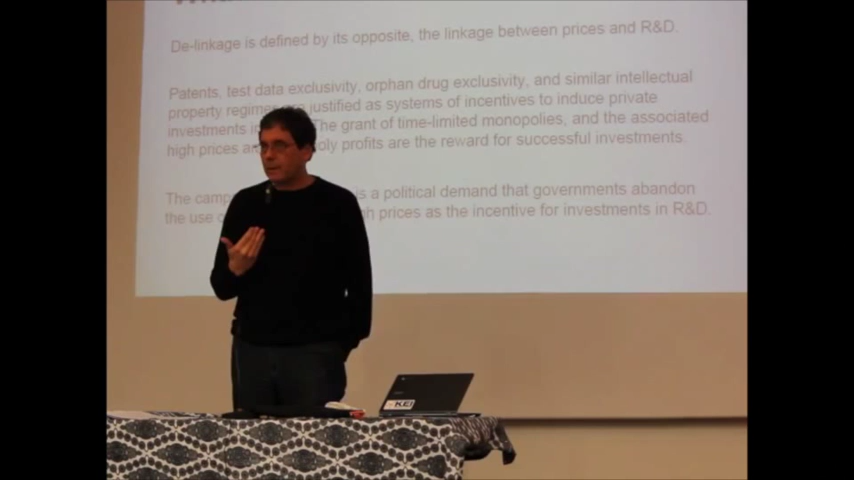 De-linkage is defined by its opposite, the linkage between prices and R&D.
Patents, test data exclusivity, orphan drug exclusivity, and similar intellectual
property regimes justified as systems of incentives to induce private
investments The grant of time-limited monopolies, and the associated
high prices profits are the reward for successful investments.
The is a political demand that governments abandon
the use prices as the incentive for investments in R&D.
KEI